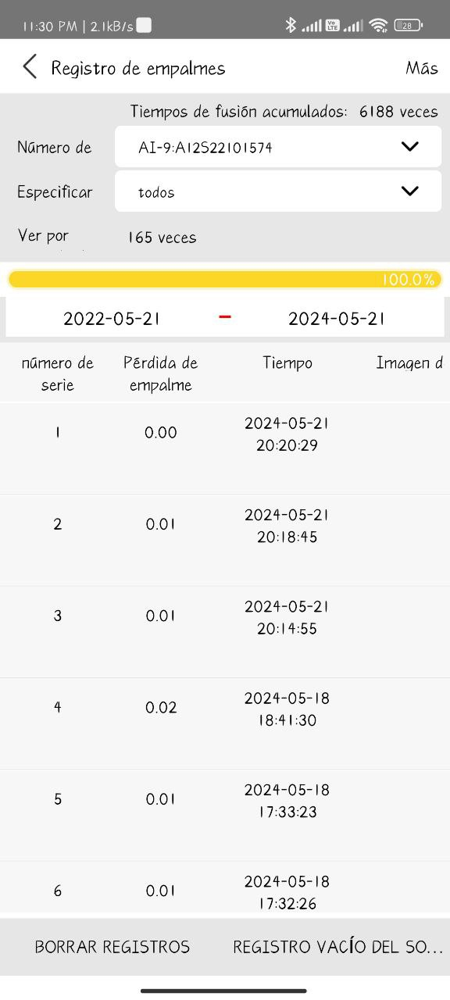 11:30 PM | 2.1kB/s
Vo LTE
28
Registro de empalmes
Más
Tiempos de fusión acumulados: 6188 veces
Número de
AI-9:A12S22101574
Especificar
todos
Ver por
165 veces
100.0%
2022-05-21 - 2024-05-21
número de serie
Pérdida de empalme
Tiempo
Imagen d
1
0.00
2024-05-21
20:20:29
2
0.01
2024-05-21
20:18:45
3
0.01
2024-05-21
20:14:55
4
0.02
2024-05-18
18:41:30
5
0.01
2024-05-18
17:33:23
6
0.01
2024-05-18
17:32:26
BORRAR REGISTROS
REGISTRO VACÍO DEL SO...